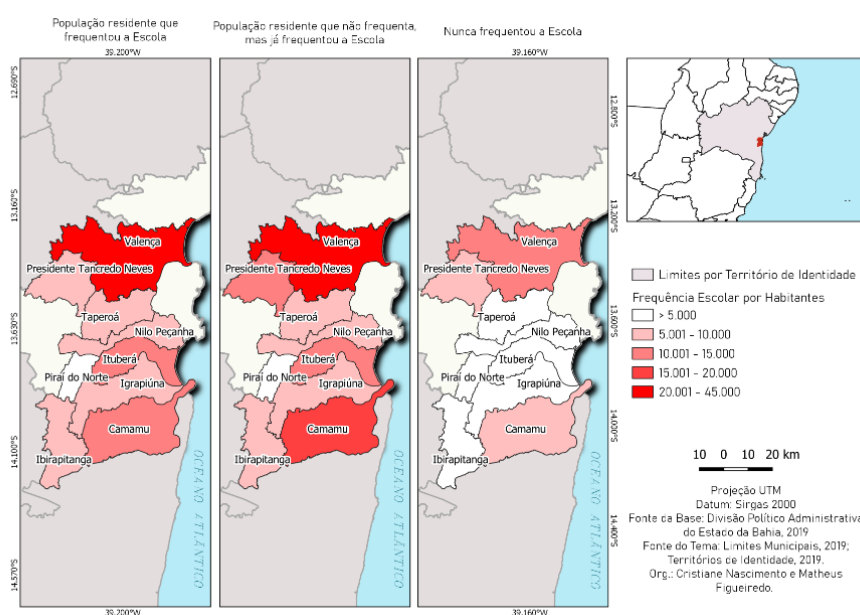 População residente que
frequentou a Escola
População residente que não frequenta,
mas já frequentou a Escola
Nunca frequentou a Escola
39.200°W
39.160°W
12.690°S
13.160°S
13.630°S
14.100°S
14.570°S
Valença
Presidente Tancredo Neves
Taperoá
Nilo Peçanha
Ituberá
Piraí do Norte
Igrapiúna
Camamu
Ibirapitanga
OCEANO ATLÂNTICO
39.200°W
Valença
Presidente Tancredo Neves
Taperoá
Nilo Peçanha
Ituberá
Piraí do Norte
Igrapiúna
Camamu
Ibirapitanga
OCEANO ATLÂNTICO
Valença
Presidente Tancredo Neves
Taperoá
Nilo Peçanha
Ituberá
Piraí do Norte
Igrapiúna
Camamu
Ibirapitanga
OCEANO ATLÂNTICO
39.160°W
12.800°S
13.200°S
13.600°S
14.000°S
14.400°S
Limites por Território de Identidade
Frequência Escolar por Habitantes
> 5.000
5.001 - 10.000
10.001 - 15.000
15.001 - 20.000
20.001 - 45.000
10 0 10 20 km
Projeção UTM
Datum: Sirgas 2000
Fonte da Base: Divisão Político Administrativa
do Estado da Bahia, 2019
Fonte do Tema: Limites Municipais, 2019;
Territórios de Identidade, 2019.
Org.: Cristiane Nascimento e Matheus
Figueiredo.